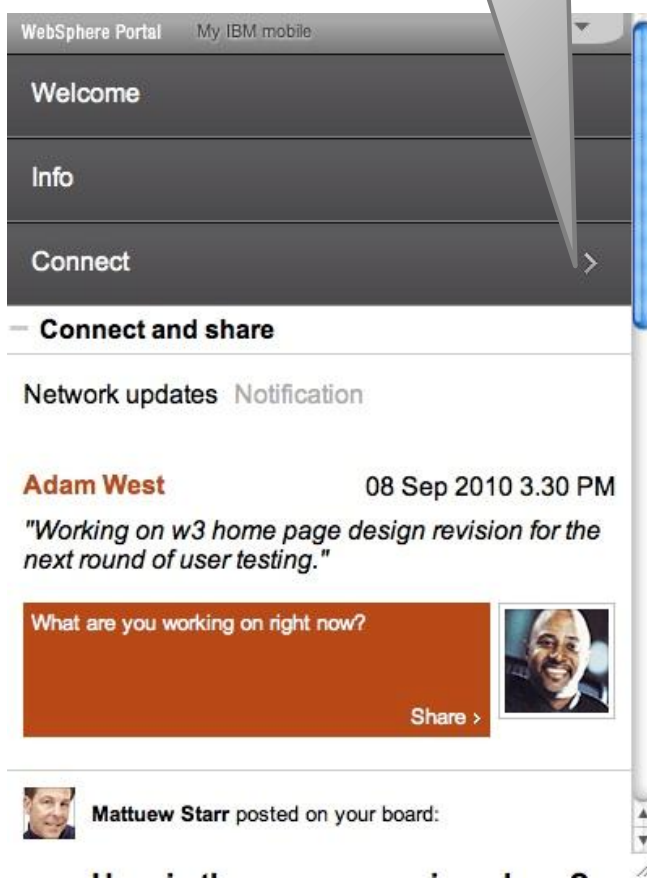 WebSphere Portal My IBM mobile
Welcome
Info
Connect
Connect and share
Network updates Notification
Adam West 08 Sep 2010 3.30 PM
"Working on w3 home page design revision for the
next round of user testing."
What are you working on right now?
Share ›
Mattuew Starr posted on your board: